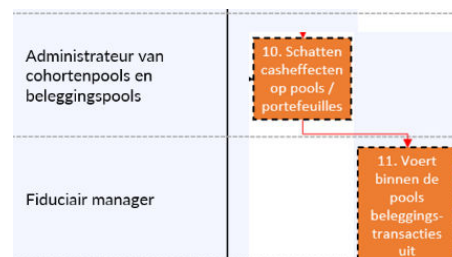 Administrateur van
cohortenpools en
beleggingspools
10. Schatten
casheffecten
op pools /
portefeuilles
Fiduciair manager
11. Voert
binnen de
pools
beleggings-
transacties
uit